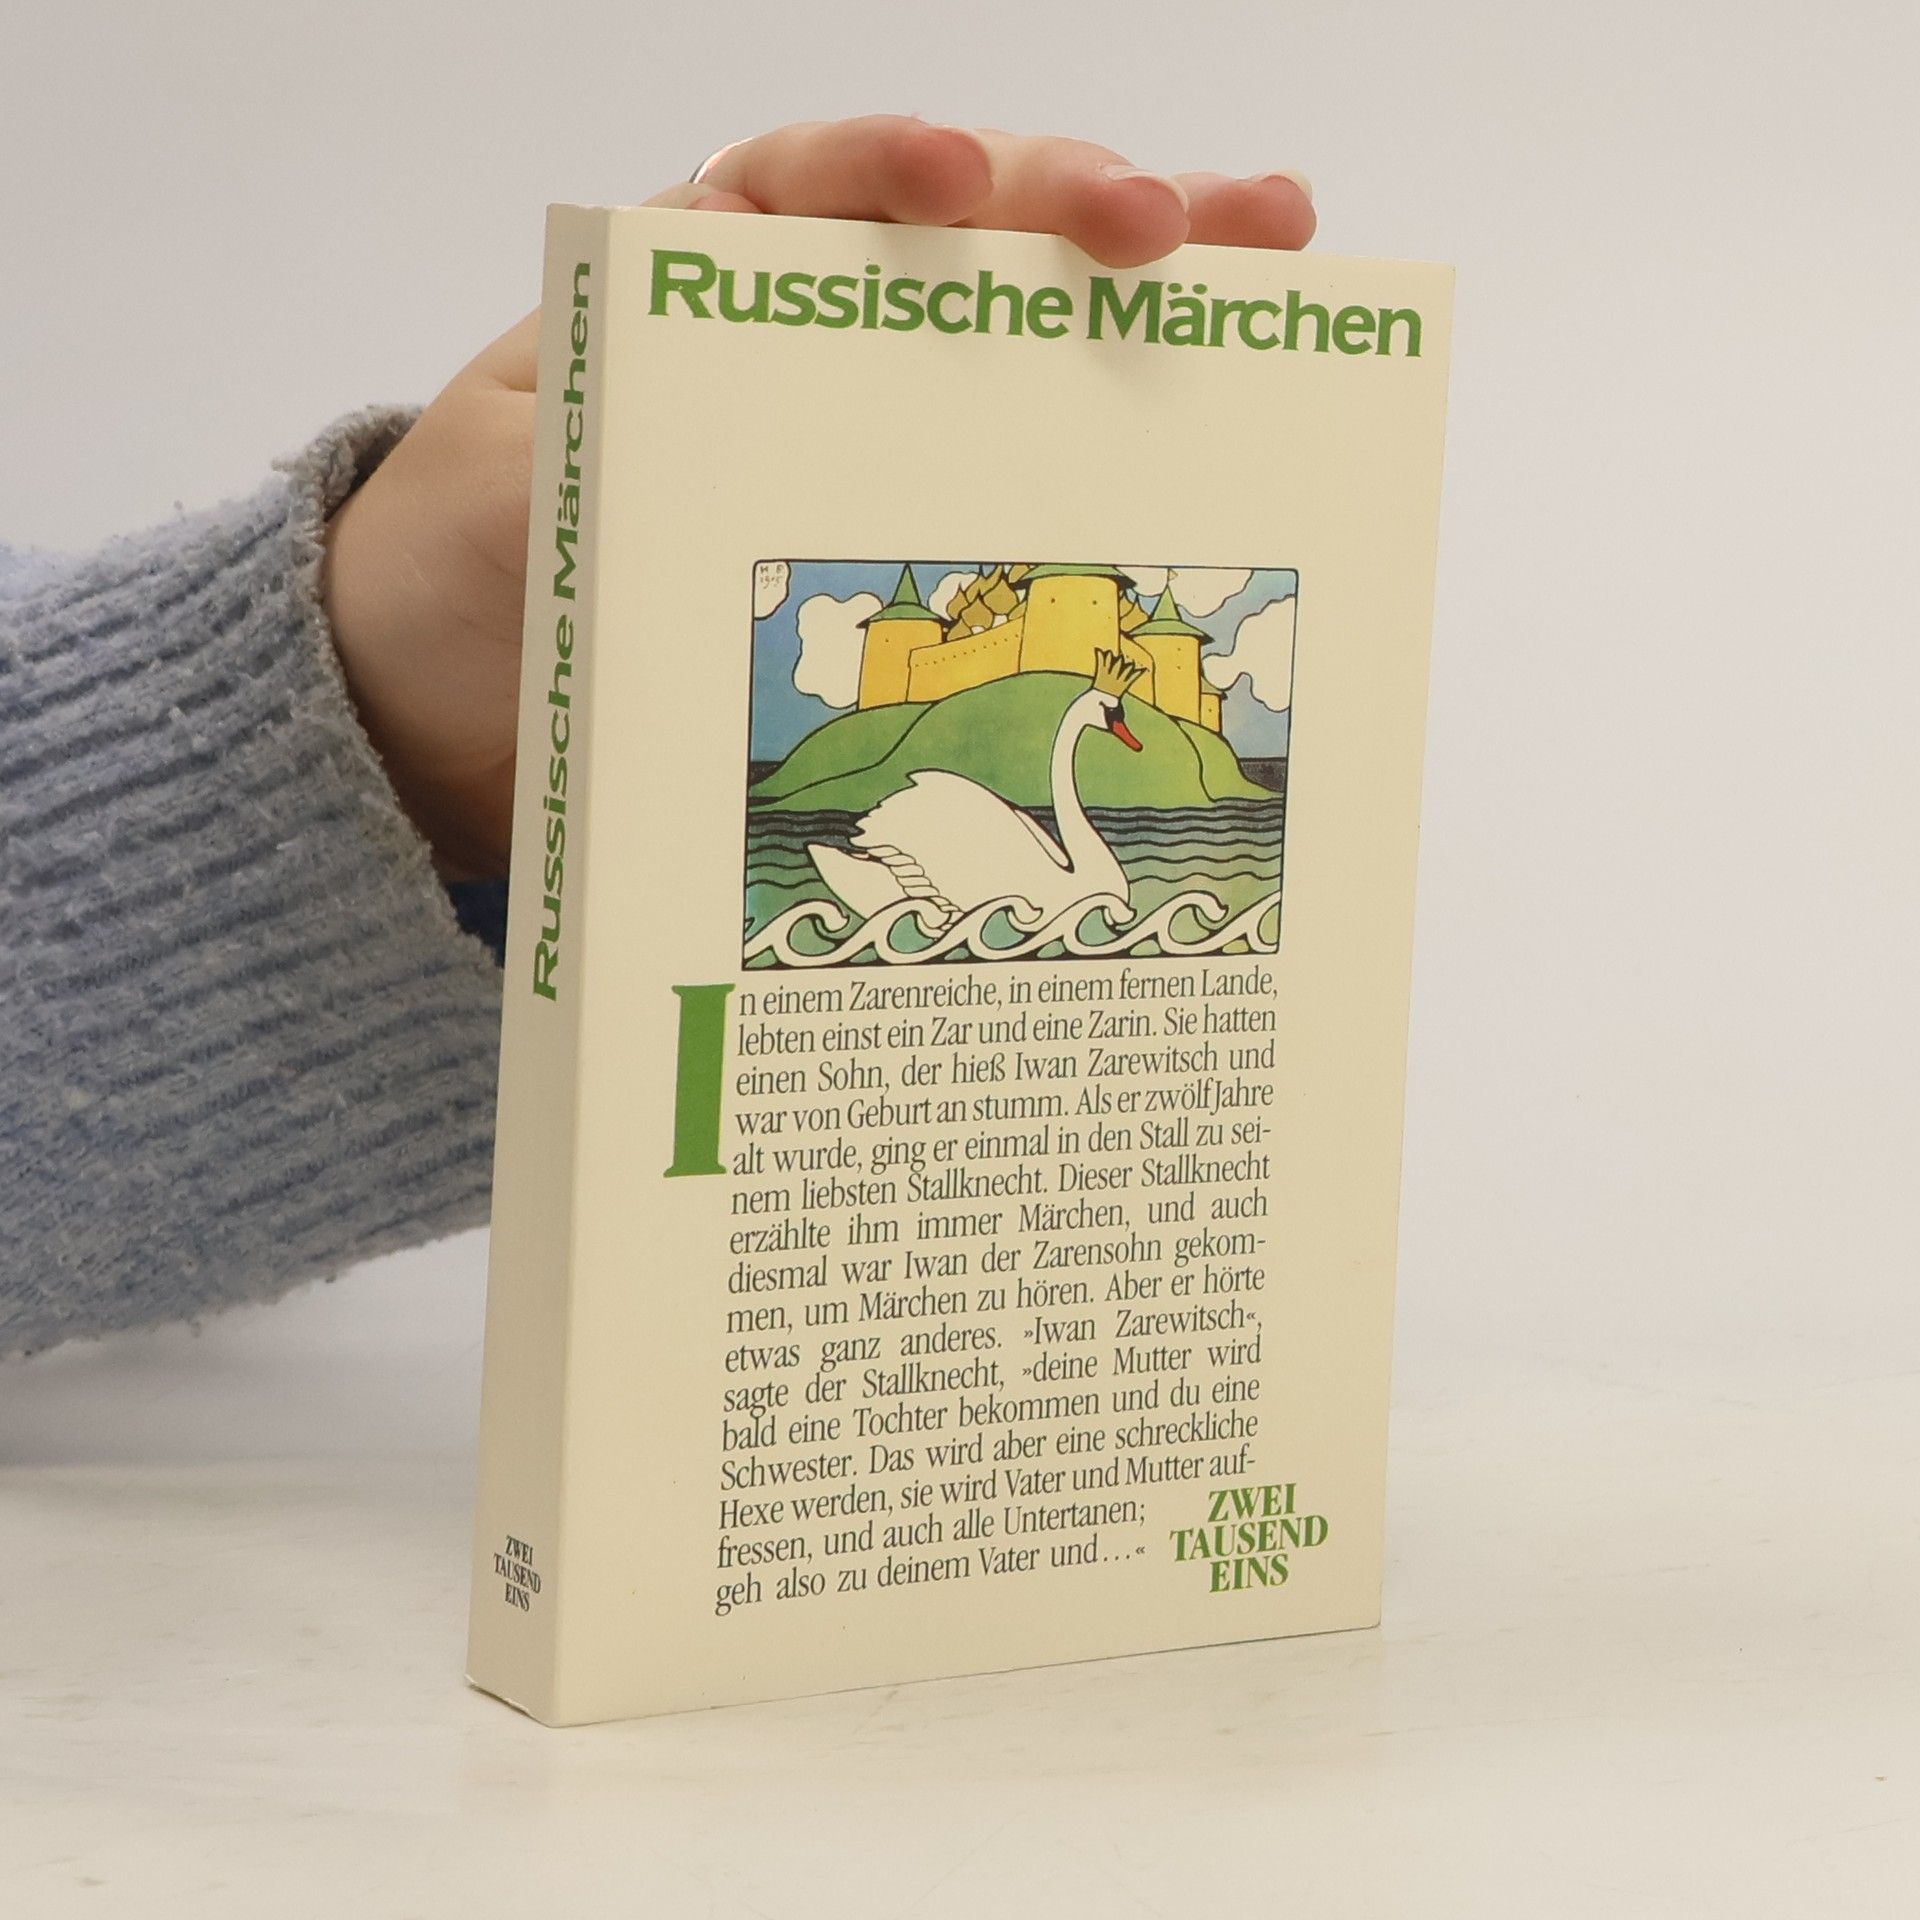 Russische Märchen
Russische Märchen
In einem Zarenreiche, in einem fernen Lande,
lebten einst ein Zar und eine Zarin. Sie hatten
einen Sohn, der hieß Iwan Zarewitsch und
war von Geburt an stumm. Als er zwölf Jahre
alt wurde, ging er einmal in den Stall zu sei-
nem liebsten Stallknecht. Dieser Stallknecht
erzählte ihm immer Märchen, und auch
diesmal war Iwan der Zarensohn gekom-
men, um Märchen zu hören. Aber er hörte
etwas ganz anderes. »Iwan Zarewitsch«,
sagte der Stallknecht, »deine Mutter wird
bald eine Tochter bekommen und du eine
Schwester. Das wird aber eine schreckliche
Hexe werden, sie wird Vater und Mutter auf-
fressen, und auch alle Untertanen;
geh also zu deinem Vater und...«
ZWEI
TAUSEND
EINS
ZWEI
TAUSEND
EINS